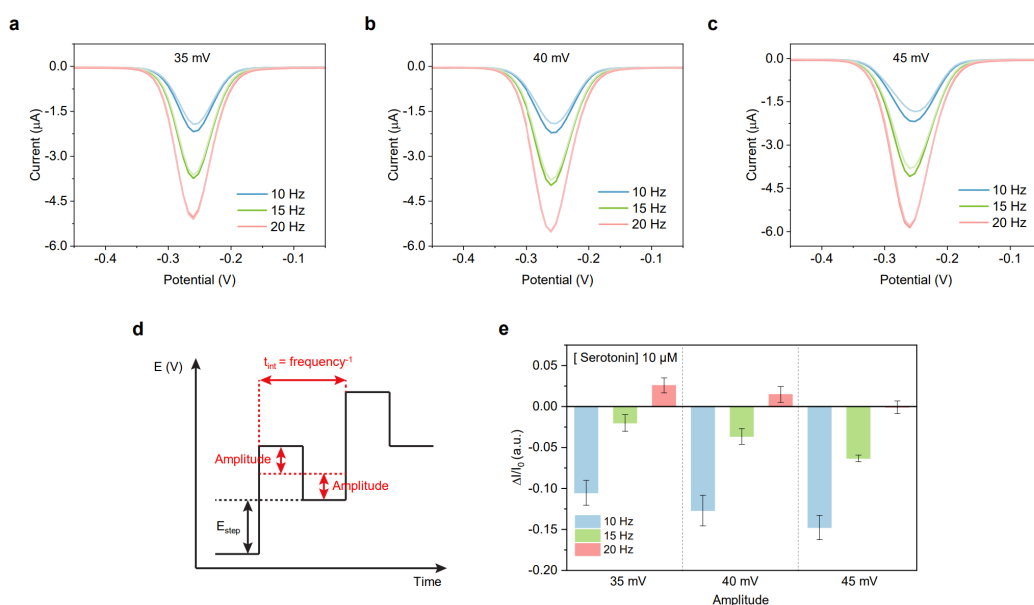 a
35 mV
0.0
-1.5
-3.0
-4.5
-6.0
Current (µA)
10 Hz
15 Hz
20 Hz
-0.4 -0.3 -0.2 -0.1
Potential (V)
b
40 mV
0.0
-1.5
-3.0
-4.5
-6.0
Current (µA)
10 Hz
15 Hz
20 Hz
-0.4 -0.3 -0.2 -0.1
Potential (V)
c
45 mV
0.0
-1.5
-3.0
-4.5
-6.0
Current (µA)
10 Hz
15 Hz
20 Hz
-0.4 -0.3 -0.2 -0.1
Potential (V)
d
E (V)
t_int = frequency⁻¹
Amplitude
Amplitude
E_step
Time
e
[ Serotonin] 10 µM
0.05
0.00
-0.05
-0.10
-0.15
-0.20
ΔI/I₀ (a.u.)
10 Hz
15 Hz
20 Hz
35 mV 40 mV 45 mV
Amplitude